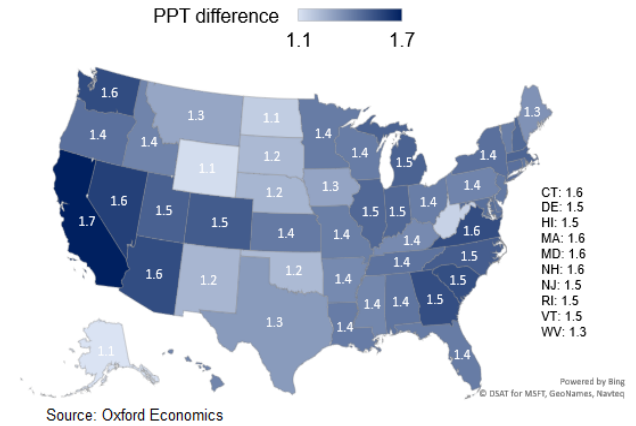 PPT difference
1.1 1.7
1.6
1.3
1.1
1.4
1.3
1.4
1.4
1.2
1.4
1.5
1.4
1.1
1.2
1.3
1.4
1.4
1.7
1.6
1.5
1.5
1.4
1.4
1.5
1.5
1.6
1.4
1.5
1.6
1.2
1.2
1.4
1.4
1.5
1.3
1.4
1.4
1.4
1.5
1.4
1.1
CT: 1.6
DE: 1.5
HI: 1.5
MA: 1.6
MD: 1.6
NH: 1.6
NJ: 1.5
RI: 1.5
VT: 1.5
WV: 1.3
Powered by Bing
© DSAT for MSFT, GeoNames, Navteq
Source: Oxford Economics